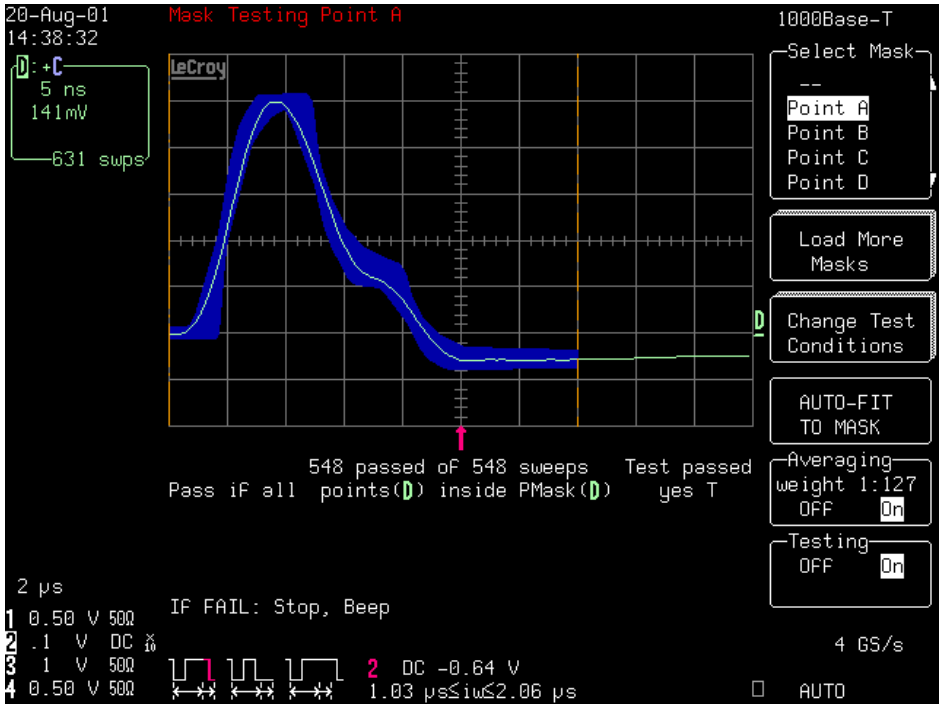 20-Aug-01
14:38:32
Mask Testing Point A
1000Base-T
D:+C
5 ns
141mV
631 swps
LeCroy
Select Mask
--
Point A
Point B
Point C
Point D
Load More
Masks
D
Change Test
Conditions
AUTO-FIT
TO MASK
548 passed of 548 sweeps Test passed
Pass iF all points(D) inside PMask(D) yes T
Averaging
weight 1:127
OFF On
Testing
OFF On
2 µs
IF FAIL: Stop, Beep
1 0.50 V 50Ω
2 .1 V DC X10
3 1 V 50Ω
4 0.50 V 50Ω
2 DC -0.64 V
1.03 µs≤iw≤2.06 µs
4 GS/s
AUTO